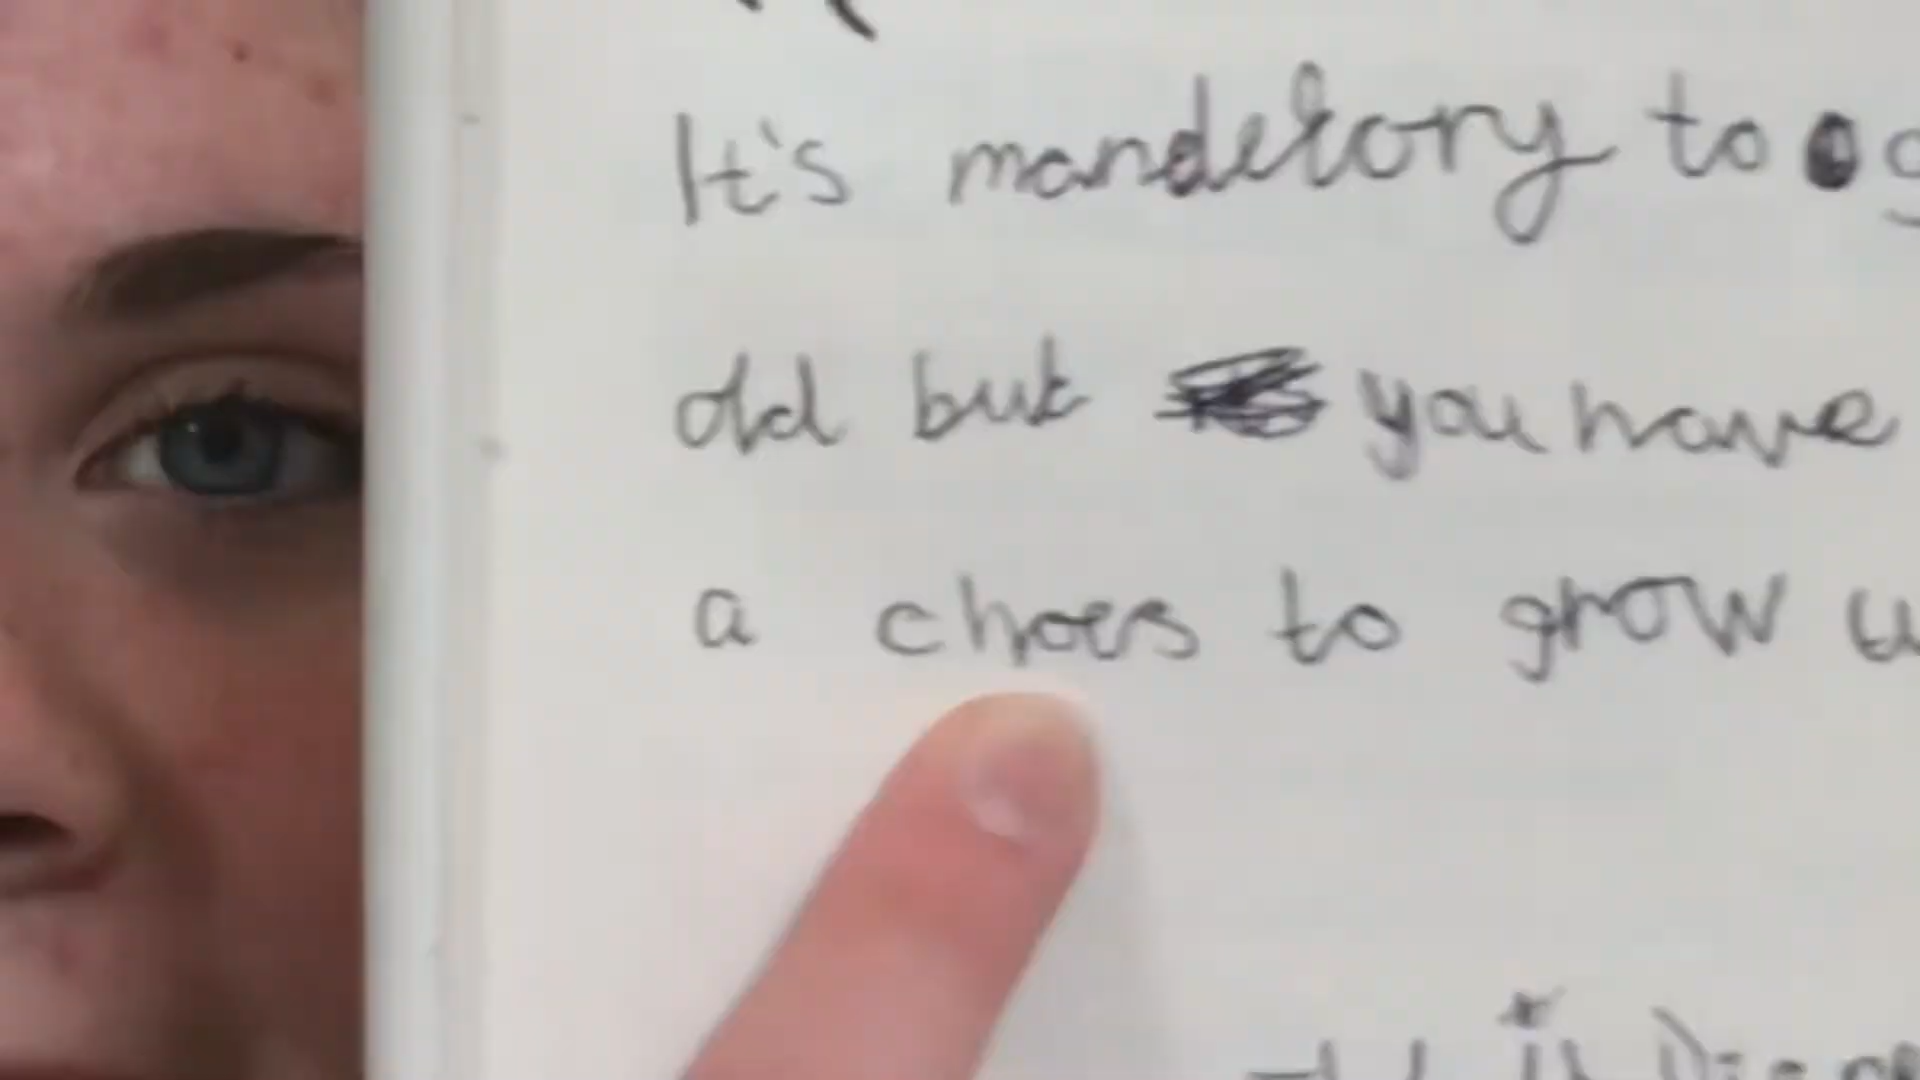 It's mandetory to g
old but you have
a choes to grow u